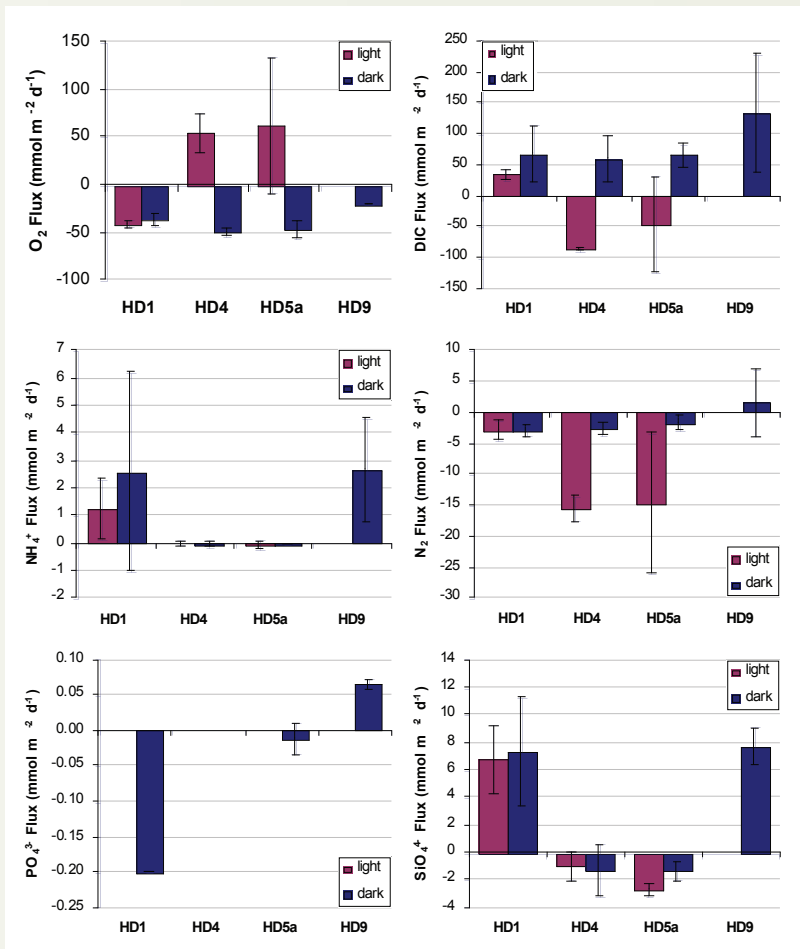 O2 Flux (mmol m -2 d-1)
150
100
50
0
-50
-100
light
dark
HD1 HD4 HD5a HD9
DIC Flux (mmol m -2 d-1)
250
200
150
100
50
0
-50
-100
-150
light
dark
HD1 HD4 HD5a HD9
NH4+ Flux (mmol m -2 d-1)
7
6
5
4
3
2
1
0
-1
-2
light
dark
HD1 HD4 HD5a HD9
N2 Flux (mmol m -2 d-1)
10
5
0
-5
-10
-15
-20
-25
-30
light
dark
HD1 HD4 HD5a HD9
PO43- Flux (mmol m -2 d-1)
0.10
0.05
0.00
-0.05
-0.10
-0.15
-0.20
-0.25
light
dark
HD1 HD4 HD5a HD9
SiO44- Flux (mmol m -2 d-1)
14
12
10
8
6
4
2
0
-2
-4
light
dark
HD1 HD4 HD5a HD9